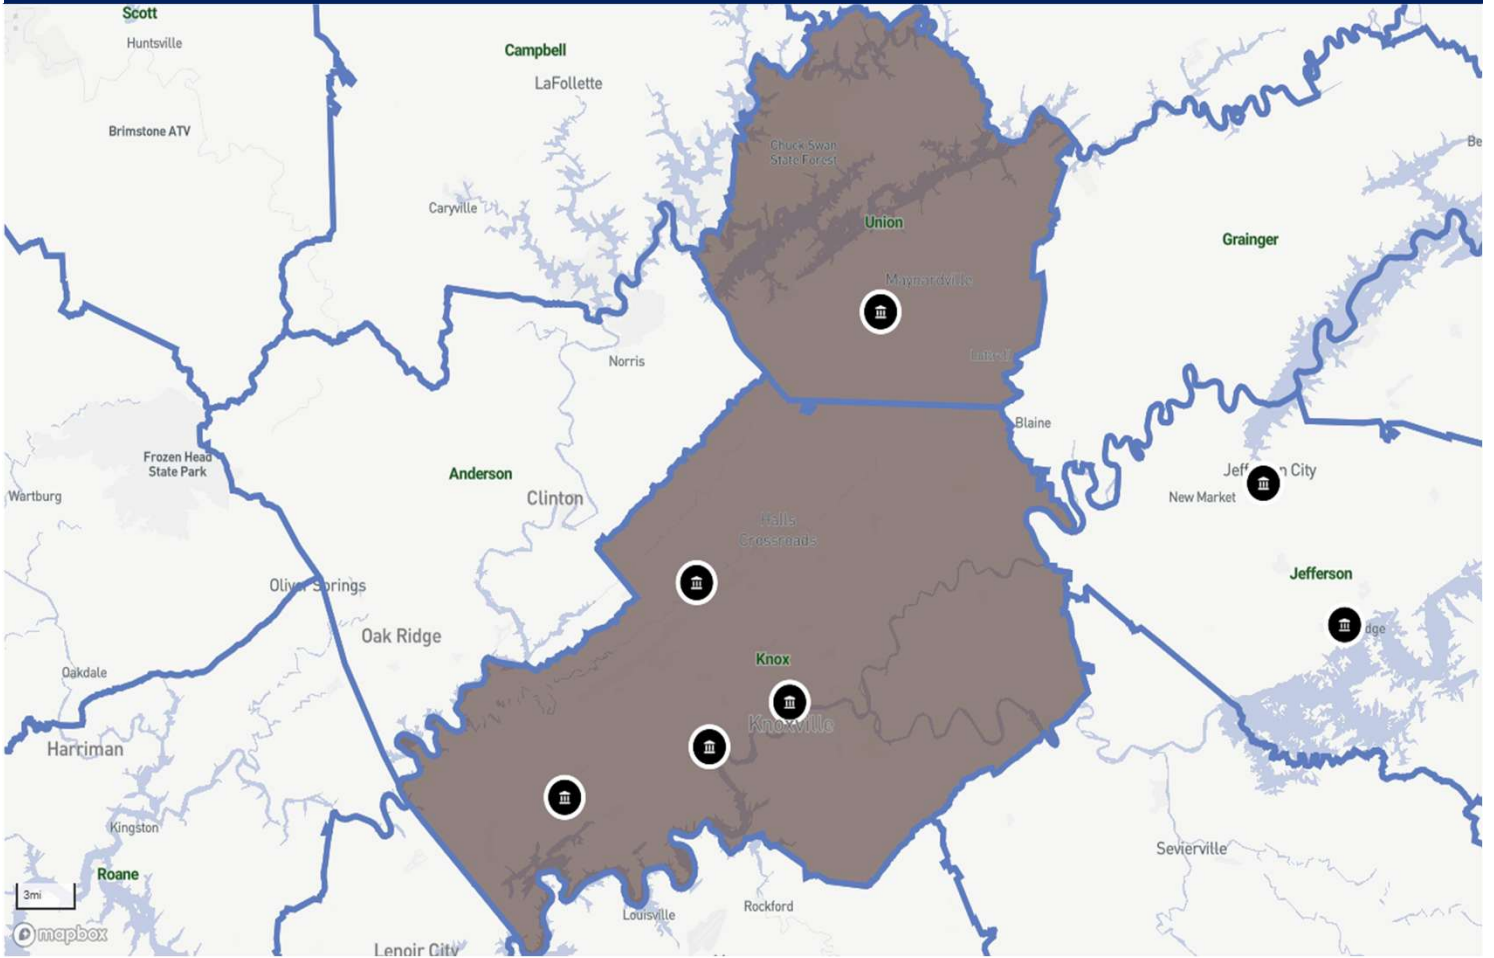 Scott
Huntsville
Campbell
LaFollette
Brimstone ATV
Chuck Swan
State Forest
Caryville
Union
Grainger
Maynardville
Norris
Luttrell
Blaine
Frozen Head
State Park
Anderson
Wartburg
Clinton
New Market
Halls
Crossroads
Oliver Springs
Jefferson
Oak Ridge
Knox
Oakdale
Knoxville
Harriman
Kingston
Sevierville
Roane
3mi
Louisville
Rockford
mapbox
Lenoir City